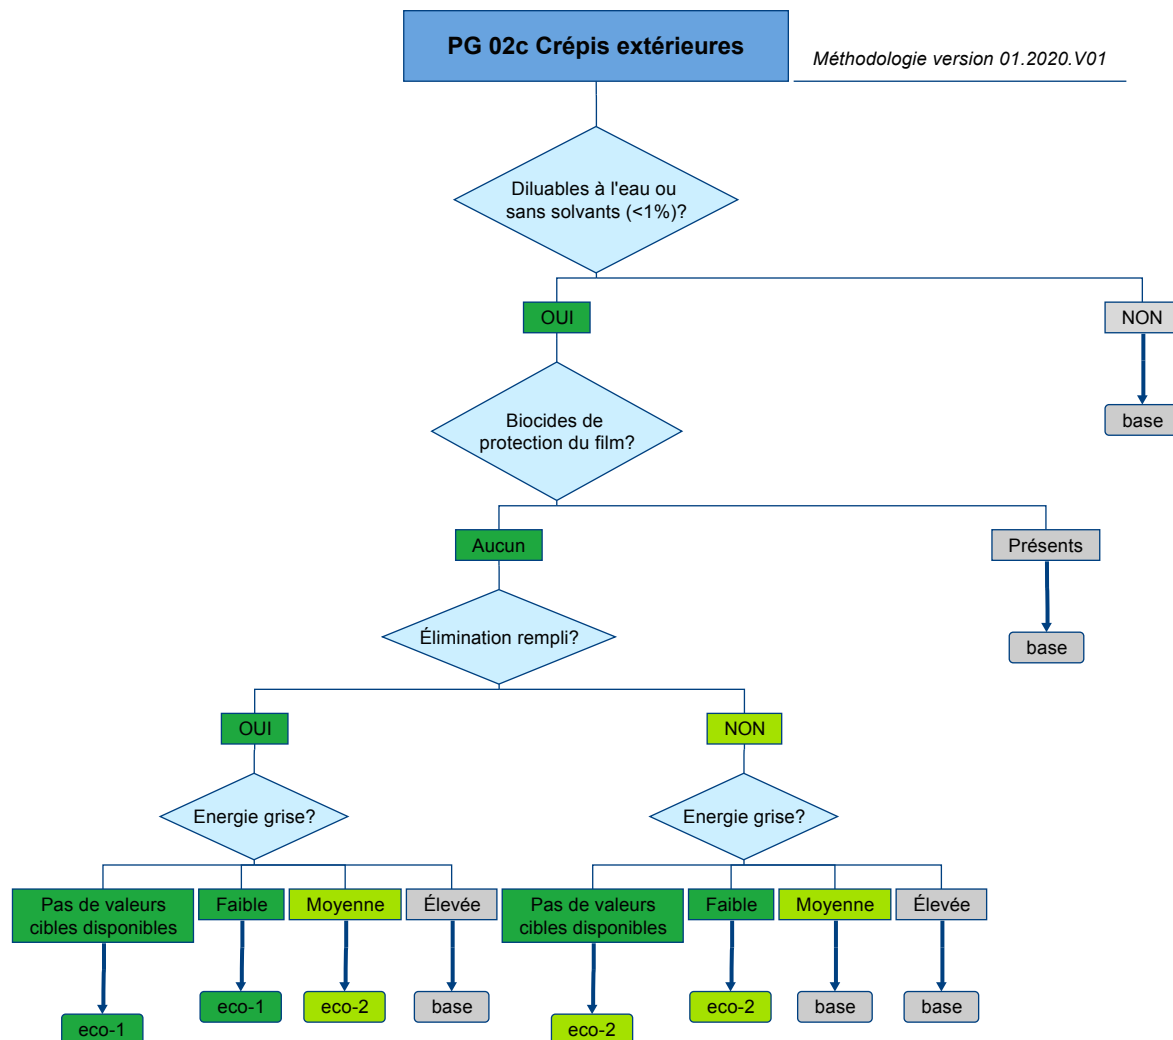 PG 02c Crépis extérieures
Méthodologie version 01.2020.V01
Diluables à l'eau ou
sans solvants (<1%)?
OUI
NON
Biocides de
protection du film?
base
Aucun
Présents
Élimination rempli?
base
OUI
NON
Energie grise?
Energie grise?
Pas de valeurs
cibles disponibles
Faible
Moyenne
Élevée
Pas de valeurs
cibles disponibles
Faible
Moyenne
Élevée
eco-1
eco-1
eco-2
base
eco-2
eco-2
base
base